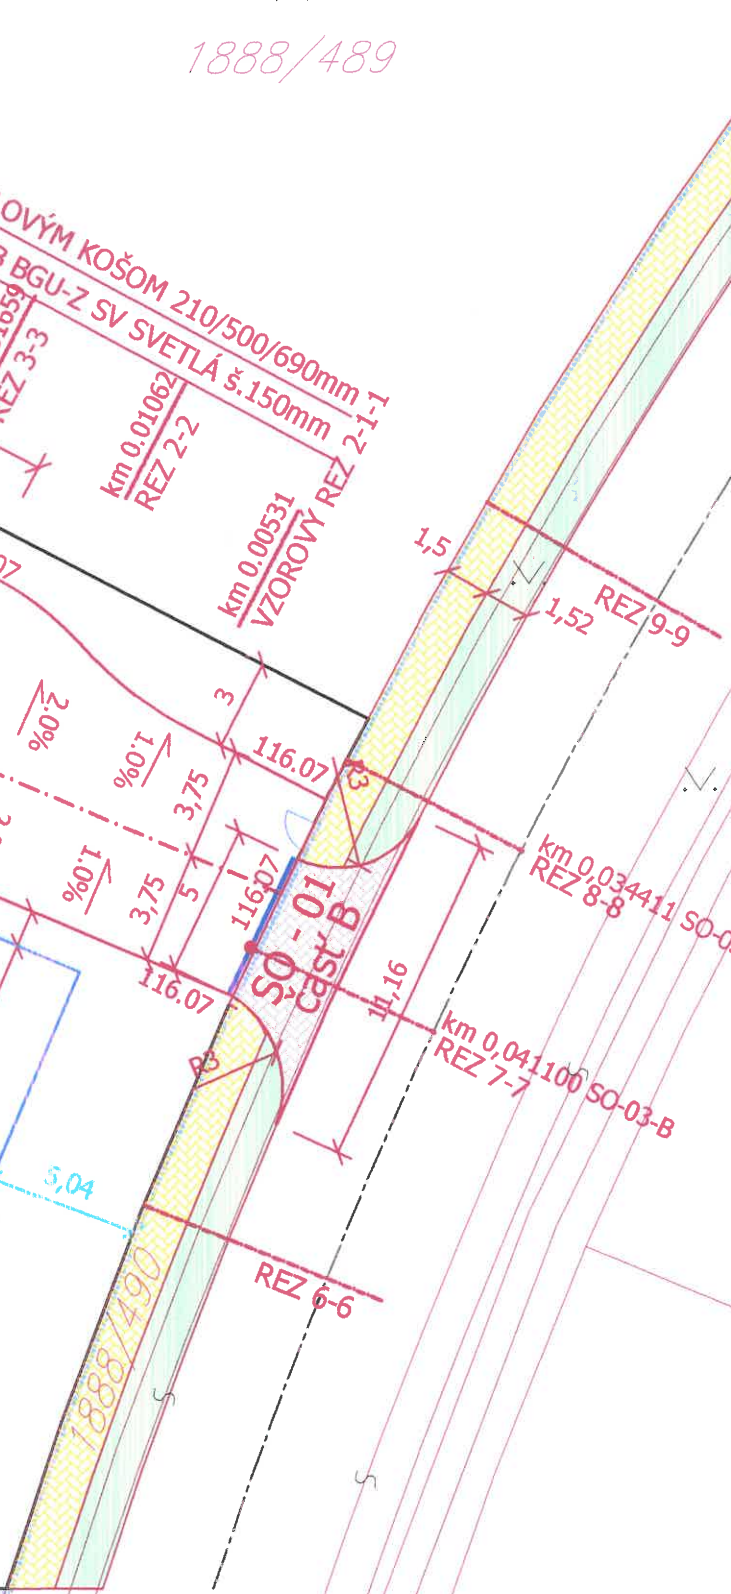 1888/489
OVÝM KOŠOM 210/500/690mm 1
BGU-Z SV SVETLÁ š.150mm
1659
REZ 3-3
km 0.01062
REZ 2-2
km 0.00531
VZOROVÝ REZ 2-1-1
07
1,5
1,52
REZ 9-9
3
2.0%
1.0%
116.07
R3
3,75
km 0,034411 SO-0
REZ 8-8
1.0%
3,75
5
116.07
SO - 01
časť B
11,16
116.07
km 0,041100 SO-03-B
REZ 7-7
R3
5,04
REZ 6-6
1888/490